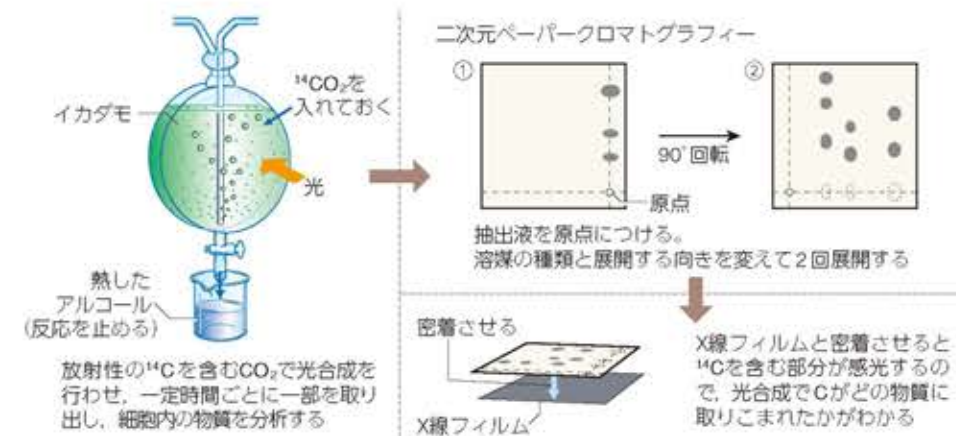 イカダモ
¹⁴CO₂を
入れておく
光
熱した
アルコール
(反応を止める)
放射性の¹⁴Cを含むCO₂で光合成を
行わせ，一定時間ごとに一部を取り
出し，細胞内の物質を分析する
二次元ペーパークロマトグラフィー
①
90°回転
②
原点
抽出液を原点につける。
溶媒の種類と展開する向きを変えて2回展開する
密着させる
X線フィルム
X線フィルムと密着させると
¹⁴Cを含む部分が感光するの
で，光合成でCがどの物質に
取りこまれたかがわかる